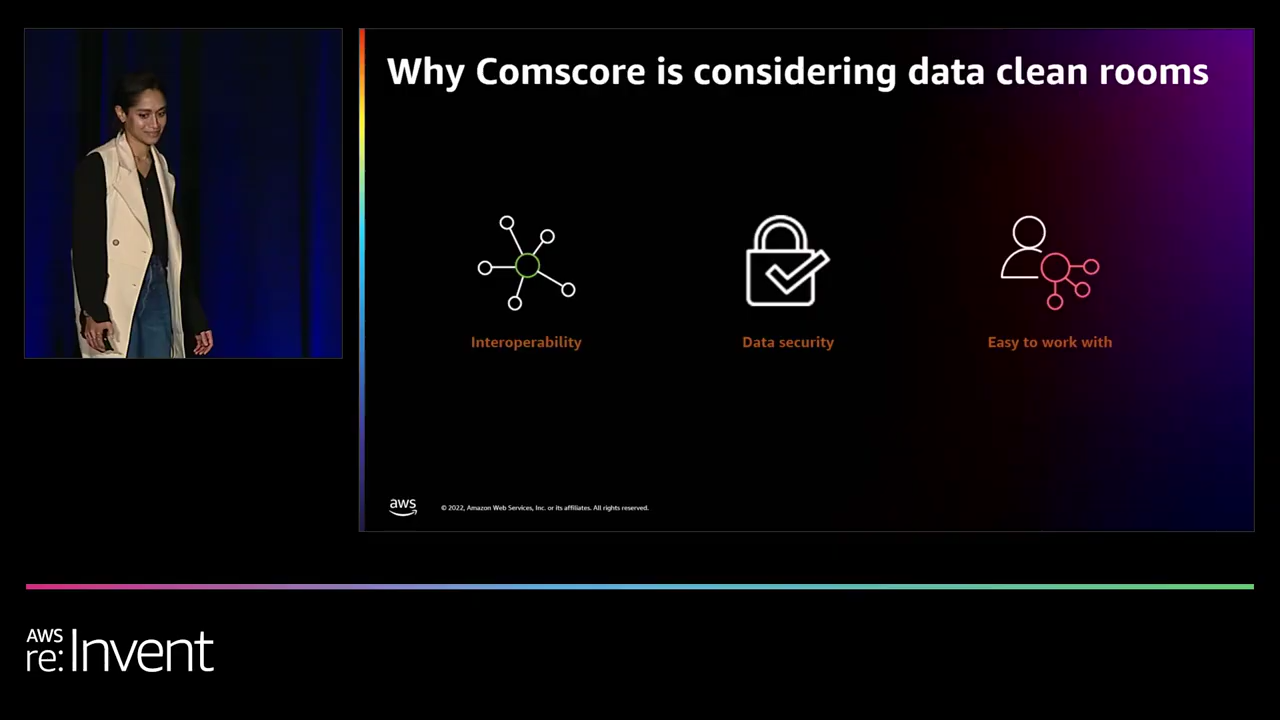 Why Comscore is considering data clean rooms
Interoperability
Data security
Easy to work with
aws
© 2022, Amazon Web Services, Inc. or its affiliates. All rights reserved.
AWS
re:Invent